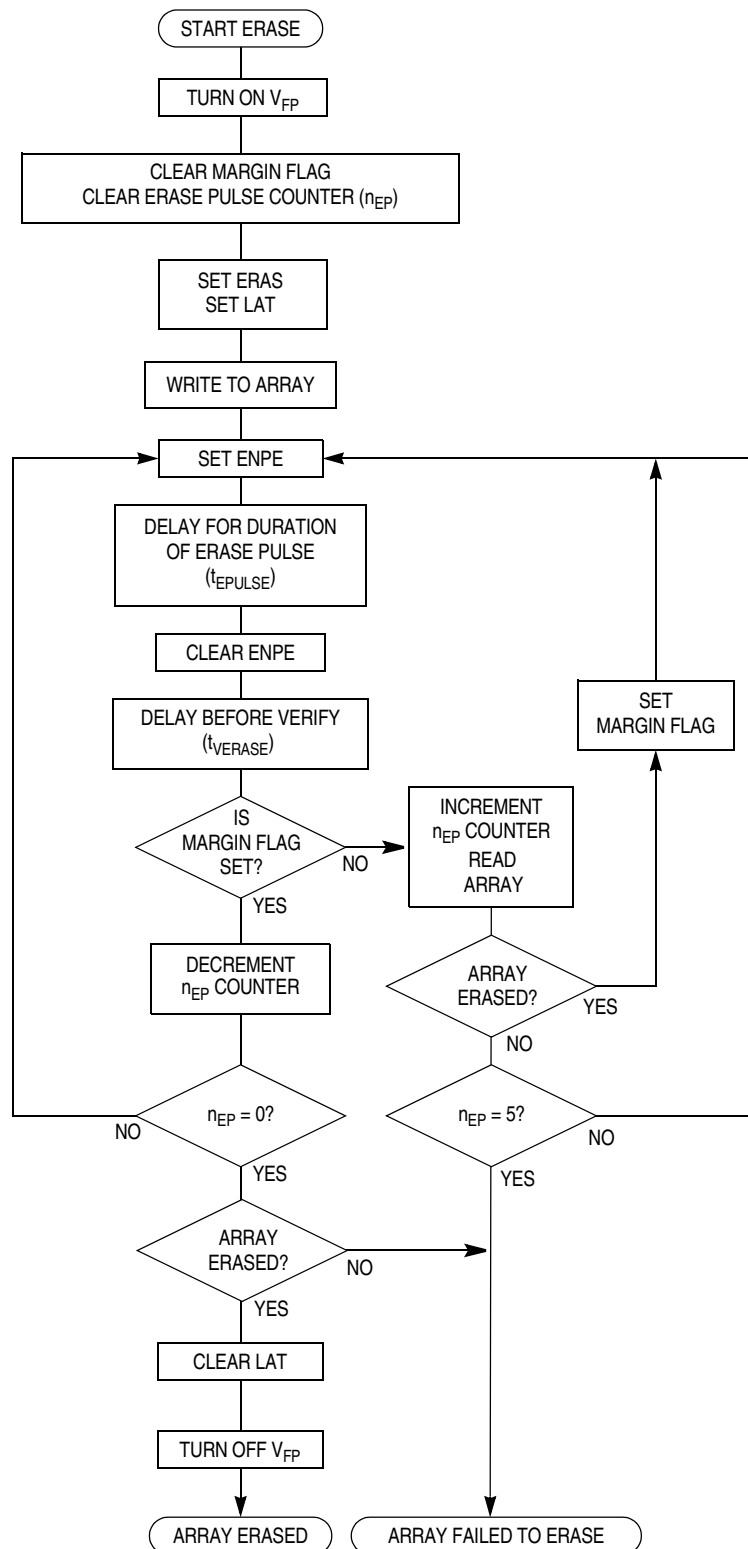 START ERASE
TURN ON VFP
CLEAR MARGIN FLAG
CLEAR ERASE PULSE COUNTER (nEP)
SET ERAS
SET LAT
WRITE TO ARRAY
SET ENPE
DELAY FOR DURATION
OF ERASE PULSE
(tEPULSE)
CLEAR ENPE
DELAY BEFORE VERIFY
(tVERASE)
SET
MARGIN FLAG
IS
MARGIN FLAG
SET?
NO
YES
INCREMENT
nEP COUNTER
READ
ARRAY
DECREMENT
nEP COUNTER
ARRAY
ERASED?
YES
NO
nEP = 0?
NO
YES
nEP = 5?
NO
YES
ARRAY
ERASED?
NO
YES
CLEAR LAT
TURN OFF VFP
ARRAY ERASED
ARRAY FAILED TO ERASE